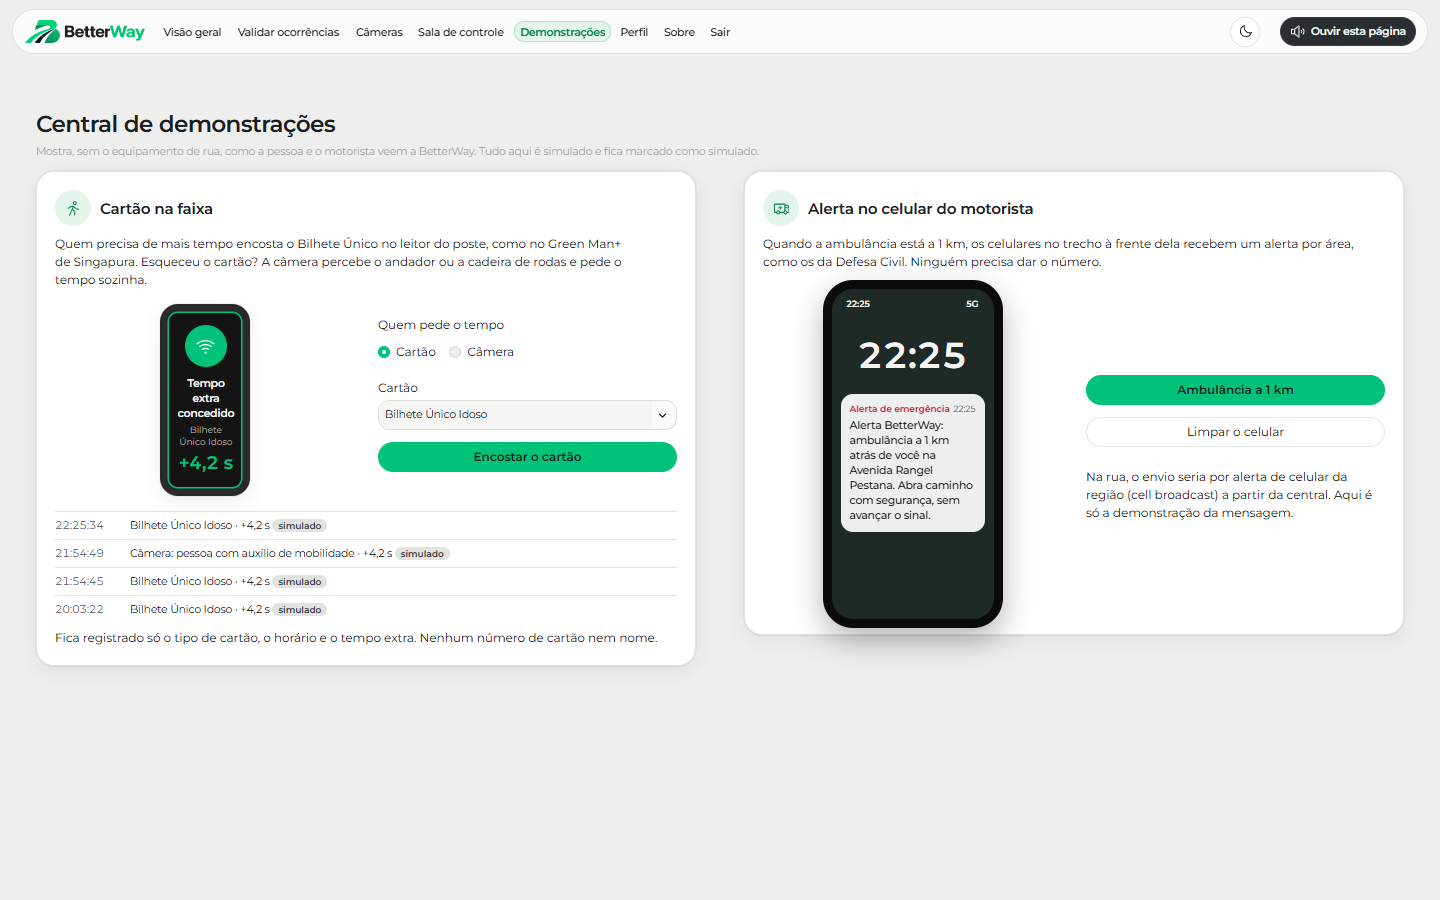 BetterWay
Visão geral
Validar ocorrências
Câmeras
Sala de controle
Demonstrações
Perfil
Sobre
Sair
Ouvir esta página
Central de demonstrações
Mostra, sem o equipamento de rua, como a pessoa e o motorista veem a BetterWay. Tudo aqui é simulado e fica marcado como simulado.
Cartão na faixa
Quem precisa de mais tempo encosta o Bilhete Único no leitor do poste, como no Green Man+
de Singapura. Esqueceu o cartão? A câmera percebe o andador ou a cadeira de rodas e pede o
tempo sozinha.
Tempo
extra
concedido
Bilhete
Único Idoso
+4,2 s
Quem pede o tempo
Cartão
Câmera
Cartão
Bilhete Único Idoso
Encostar o cartão
22:25:34 Bilhete Único Idoso · +4,2 s simulado
21:54:49 Câmera: pessoa com auxílio de mobilidade · +4,2 s simulado
21:54:45 Bilhete Único Idoso · +4,2 s simulado
20:03:22 Bilhete Único Idoso · +4,2 s simulado
Fica registrado só o tipo de cartão, o horário e o tempo extra. Nenhum número de cartão nem nome.
Alerta no celular do motorista
Quando a ambulância está a 1 km, os celulares no trecho à frente dela recebem um alerta por área,
como os da Defesa Civil. Ninguém precisa dar o número.
22:25 5G
22:25
Alerta de emergência 22:25
Alerta BetterWay:
ambulância a 1 km
atrás de você na
Avenida Rangel
Pestana. Abra caminho
com segurança, sem
avançar o sinal.
Ambulância a 1 km
Limpar o celular
Na rua, o envio seria por alerta de celular da
região (cell broadcast) a partir da central. Aqui é
só a demonstração da mensagem.